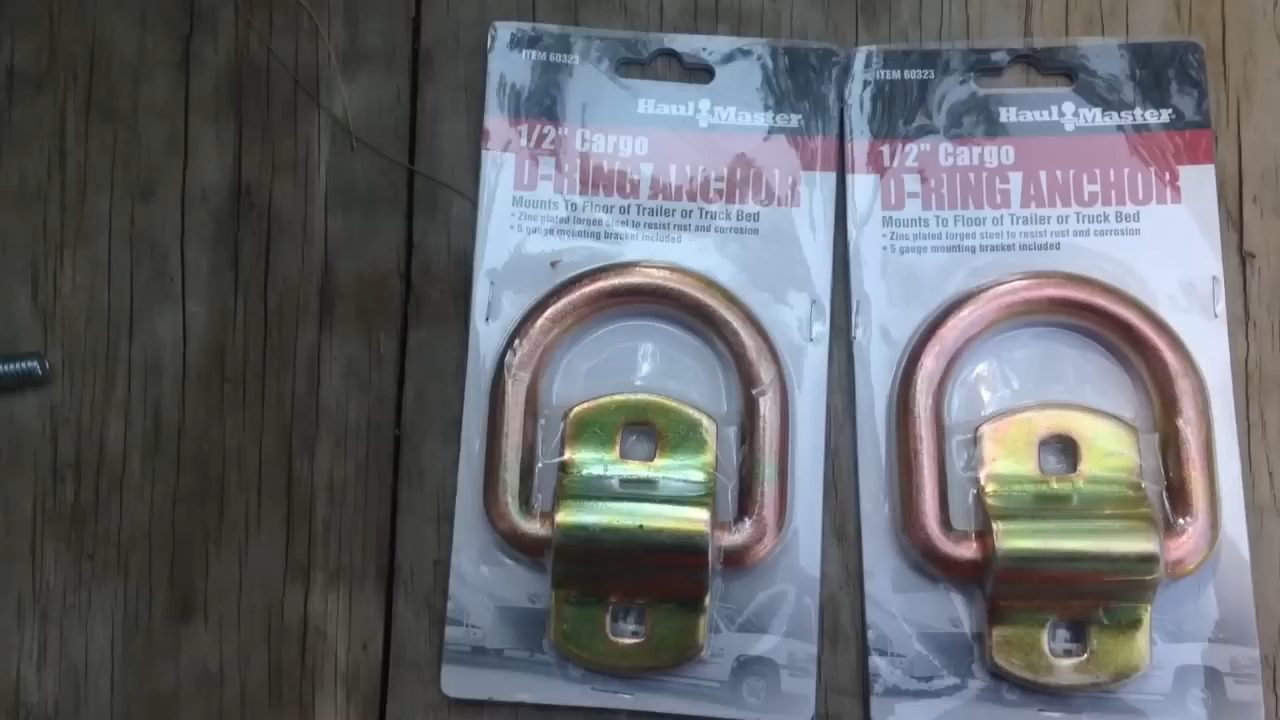 ITEM 60323
Haul Master
1/2" Cargo
D-RING ANCHOR
Mounts To Floor of Trailer or Truck Bed
• Zinc plated forged steel to resist rust and corrosion
• 5 gauge mounting bracket included
ITEM 60323
Haul Master
1/2" Cargo
D-RING ANCHOR
Mounts To Floor of Trailer or Truck Bed
• Zinc plated forged steel to resist rust and corrosion
• 5 gauge mounting bracket included